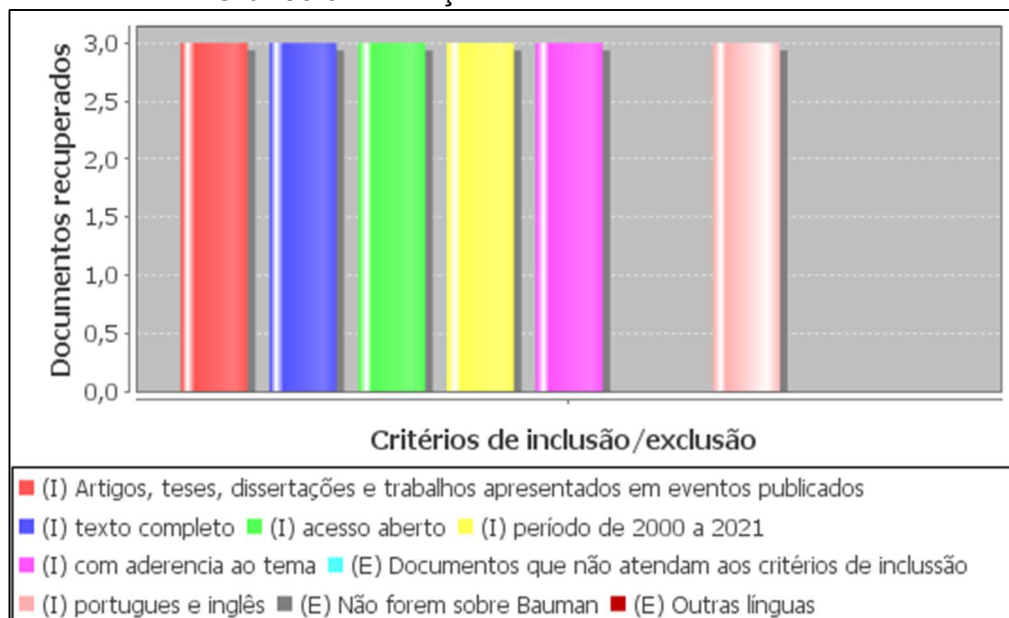 Documentos recuperados
3,0
2,5
2,0
1,5
1,0
0,5
0,0
Critérios de inclusão/exclusão
(I) Artigos, teses, dissertações e trabalhos apresentados em eventos publicados
(I) texto completo (I) acesso aberto (I) período de 2000 a 2021
(I) com aderencia ao tema (E) Documentos que não atendam aos critérios de inclussão
(I) portugues e inglês (E) Não forem sobre Bauman (E) Outras línguas